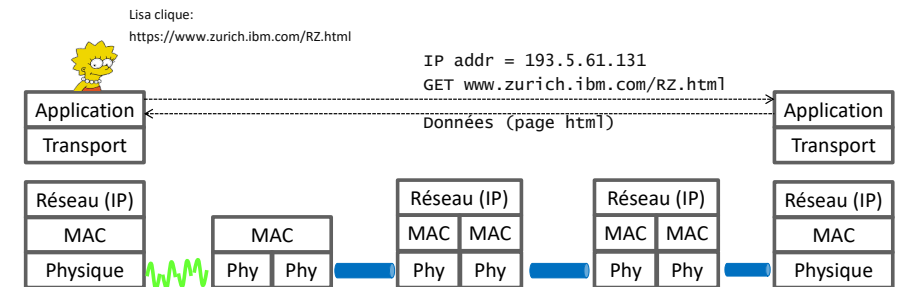 Lisa clique:
https://www.zurich.ibm.com/RZ.html
IP addr = 193.5.61.131
GET www.zurich.ibm.com/RZ.html
Données (page html)
Application
Transport
Application
Transport
Réseau (IP)
MAC
Physique
MAC
Phy Phy
Réseau (IP)
MAC MAC
Phy Phy
Réseau (IP)
MAC MAC
Phy Phy
Réseau (IP)
MAC
Physique